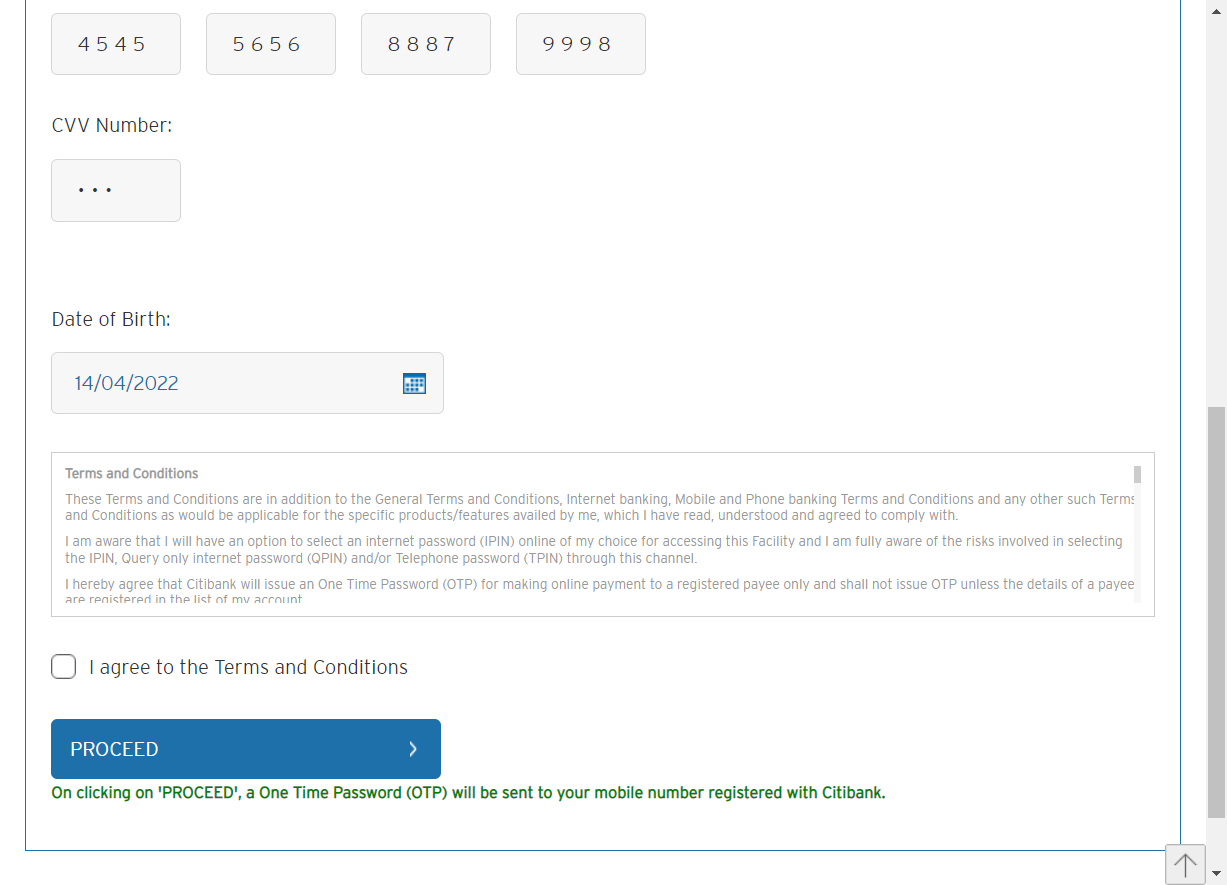 4545 5656 8887 9998
CVV Number:
•••
Date of Birth:
14/04/2022
Terms and Conditions
These Terms and Conditions are in addition to the General Terms and Conditions, Internet banking, Mobile and Phone banking Terms and Conditions and any other such Terms
and Conditions as would be applicable for the specific products/features availed by me, which I have read, understood and agreed to comply with.
I am aware that I will have an option to select an internet password (IPIN) online of my choice for accessing this Facility and I am fully aware of the risks involved in selecting
the IPIN, Query only internet password (QPIN) and/or Telephone password (TPIN) through this channel.
I hereby agree that Citibank will issue an One Time Password (OTP) for making online payment to a registered payee only and shall not issue OTP unless the details of a payee
are registered in the list of my account
I agree to the Terms and Conditions
PROCEED
On clicking on 'PROCEED', a One Time Password (OTP) will be sent to your mobile number registered with Citibank.